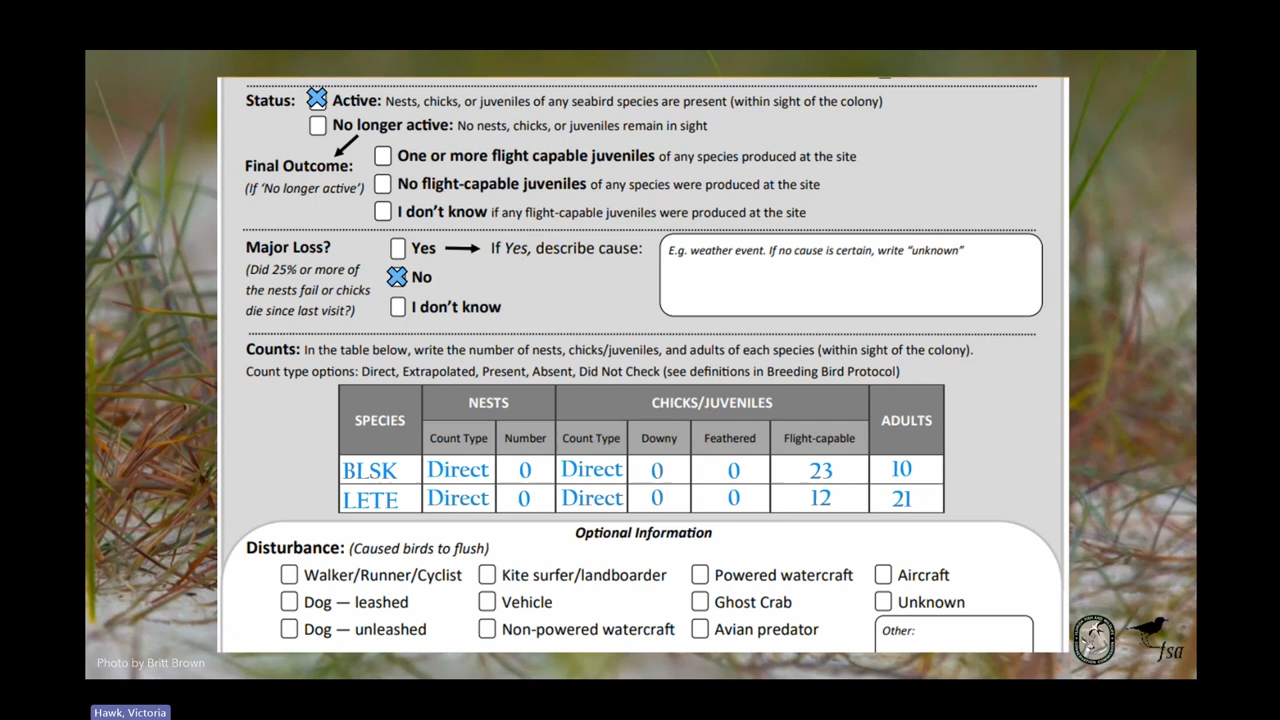 Status: Active: Nests, chicks, or juveniles of any seabird species are present (within sight of the colony)
No longer active: No nests, chicks, or juveniles remain in sight
Final Outcome:
(If ‘No longer active’)
One or more flight capable juveniles of any species produced at the site
No flight-capable juveniles of any species were produced at the site
I don’t know if any flight-capable juveniles were produced at the site
Major Loss?
(Did 25% or more of
the nests fail or chicks
die since last visit?)
Yes If Yes, describe cause:
No
I don’t know
E.g. weather event. If no cause is certain, write “unknown”
Counts: In the table below, write the number of nests, chicks/juveniles, and adults of each species (within sight of the colony).
Count type options: Direct, Extrapolated, Present, Absent, Did Not Check (see definitions in Breeding Bird Protocol)
SPECIES NESTS CHICKS/JUVENILES ADULTS
Count Type Number Count Type Downy Feathered Flight-capable
BLSK Direct 0 Direct 0 0 23 10
LETE Direct 0 Direct 0 0 12 21
Optional Information
Disturbance: (Caused birds to flush)
Walker/Runner/Cyclist Kite surfer/landboarder Powered watercraft Aircraft
Dog — leashed Vehicle Ghost Crab Unknown
Dog — unleashed Non-powered watercraft Avian predator Other:
fsa
Photo by Britt Brown
Hawk, Victoria